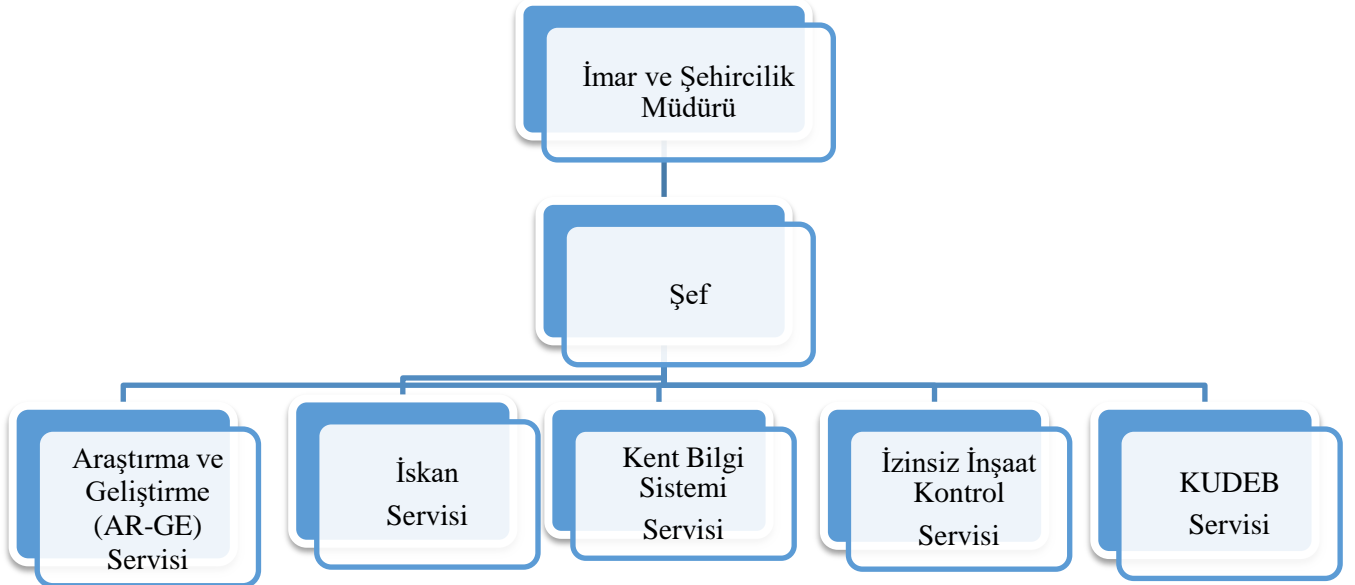 İmar ve Şehircilik
Müdürü
Şef
Araştırma ve
Geliştirme
(AR-GE)
Servisi
İskan
Servisi
Kent Bilgi
Sistemi
Servisi
İzinsiz İnşaat
Kontrol
Servisi
KUDEB
Servisi